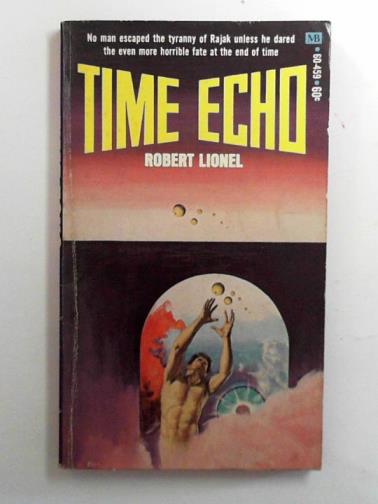 No man escaped the tyranny of Rajak unless he dared
the even more horrible fate at the end of time
MB • 60-459 • 60c
TIME ECHO
ROBERT LIONEL